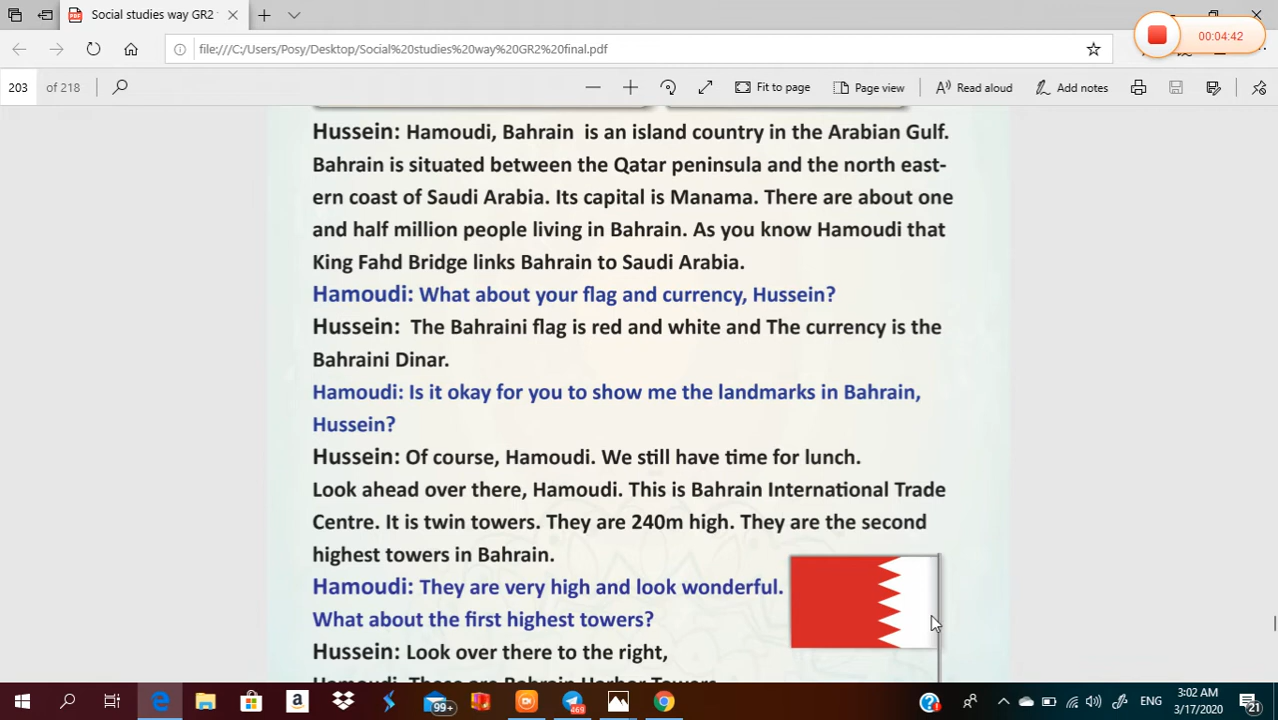 Social studies way GR2
00:04:42
file:///C:/Users/Posy/Desktop/Social%20studies%20way%20GR2%20final.pdf
203 of 218
Fit to page
Page view
Read aloud
Add notes
Hussein: Hamoudi, Bahrain is an island country in the Arabian Gulf.
Bahrain is situated between the Qatar peninsula and the north east-
ern coast of Saudi Arabia. Its capital is Manama. There are about one
and half million people living in Bahrain. As you know Hamoudi that
King Fahd Bridge links Bahrain to Saudi Arabia.
Hamoudi: What about your flag and currency, Hussein?
Hussein: The Bahraini flag is red and white and The currency is the
Bahraini Dinar.
Hamoudi: Is it okay for you to show me the landmarks in Bahrain,
Hussein?
Hussein: Of course, Hamoudi. We still have time for lunch.
Look ahead over there, Hamoudi. This is Bahrain International Trade
Centre. It is twin towers. They are 240m high. They are the second
highest towers in Bahrain.
Hamoudi: They are very high and look wonderful.
What about the first highest towers?
Hussein: Look over there to the right,
Hamoudi. These are Bahrain Harbor Towers
99+
469
ENG
3:02 AM
3/17/2020
21